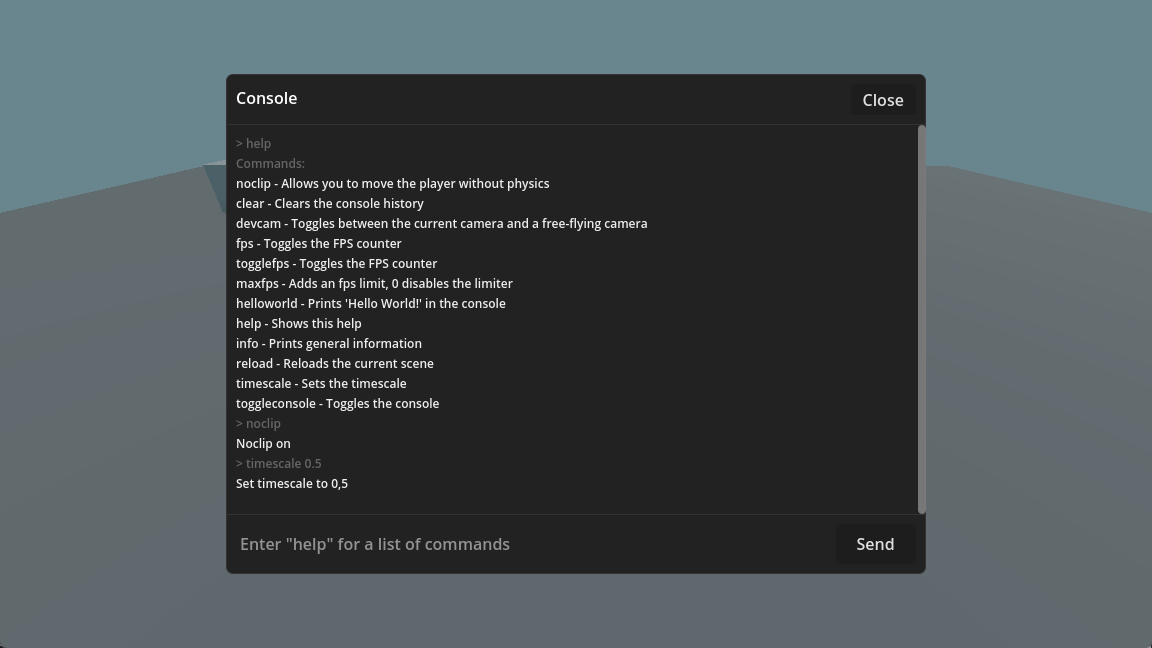 Console
Close
> help
Commands:
noclip - Allows you to move the player without physics
clear - Clears the console history
devcam - Toggles between the current camera and a free-flying camera
fps - Toggles the FPS counter
togglefps - Toggles the FPS counter
maxfps - Adds an fps limit, 0 disables the limiter
helloworld - Prints 'Hello World!' in the console
help - Shows this help
info - Prints general information
reload - Reloads the current scene
timescale - Sets the timescale
toggleconsole - Toggles the console
> noclip
Noclip on
> timescale 0.5
Set timescale to 0,5
Enter "help" for a list of commands
Send